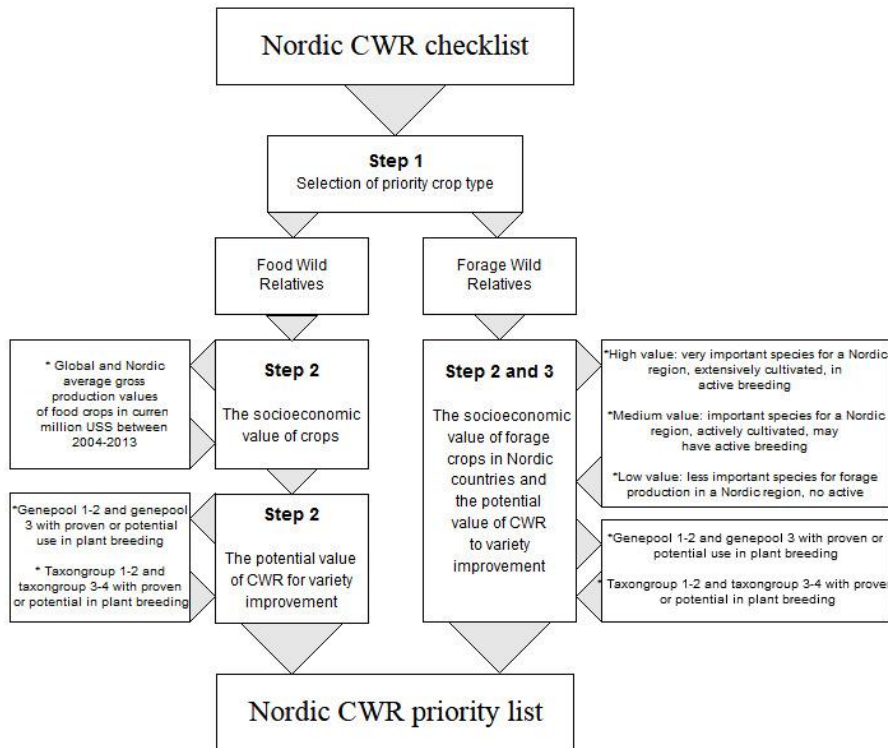 Nordic CWR checklist
Step 1
Selection of priority crop type
Food Wild
Relatives
Forage Wild
Relatives
* Global and Nordic
average gross
production values
of food crops in curren
million USS between
2004-2013
Step 2
The socioeconomic
value of crops
*Genepool 1-2 and genepool
3 with proven or potential
use in plant breeding
* Taxongroup 1-2 and
taxongroup 3-4 with proven
or potential in plant breeding
Step 2
The potential value
of CWR for variety
improvement
Step 2 and 3
The socioeconomic
value of forage
crops in Nordic
countries and
the potential
value of CWR
to variety
improvement
*High value: very important species for a Nordic
region, extensively cultivated, in
active breeding
*Medium value: important species for a Nordic
region, actively cultivated, may
have active breeding
*Low value: less important species for forage
production in a Nordic region, no active
*Genepool 1-2 and genepool 3 with proven or
potential use in plant breeding
* Taxongroup 1-2 and taxongroup 3-4 with proven
or potential in plant breeding
Nordic CWR priority list